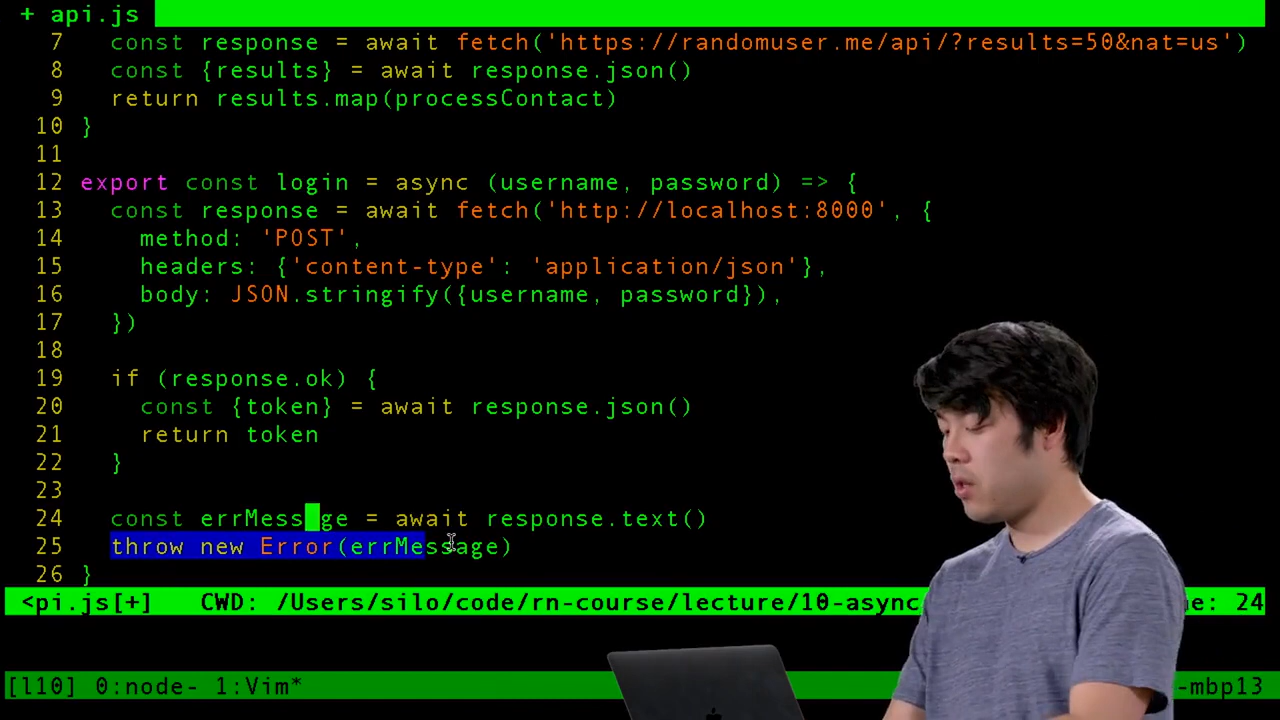 + api.js
7 const response = await fetch('https://randomuser.me/api/?results=50&nat=us')
8 const {results} = await response.json()
9 return results.map(processContact)
10 }
11
12 export const login = async (username, password) => {
13 const response = await fetch('http://localhost:8000', {
14 method: 'POST',
15 headers: {'content-type': 'application/json'},
16 body: JSON.stringify({username, password}),
17 })
18
19 if (response.ok) {
20 const {token} = await response.json()
21 return token
22 }
23
24 const errMess ge = await response.text()
25 throw new Error(errMessage)
26 }
<pi.js[+] CWD: /Users/silo/code/rn-course/lecture/10-async e: 24
[l10] 0:node- 1:Vim* -mbp13